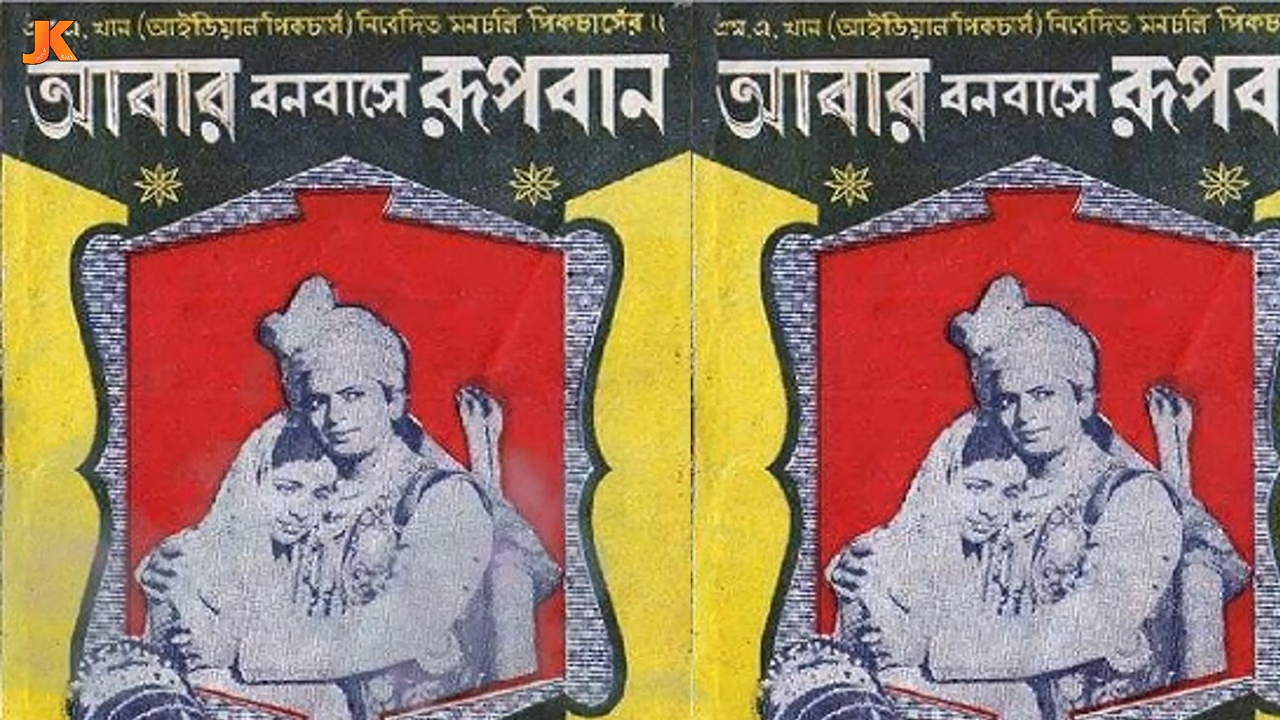 JK
এম.এ. খান (আইডিয়াল পিকচার্স) নিবেদিত মনচলি পিকচার্সের ॥
আবার বনবাসে রূপবান
এম.এ. খান (আইডিয়াল পিকচার্স) নিবেদিত মনচলি পিকচ
আবার বনবাসে রূপব